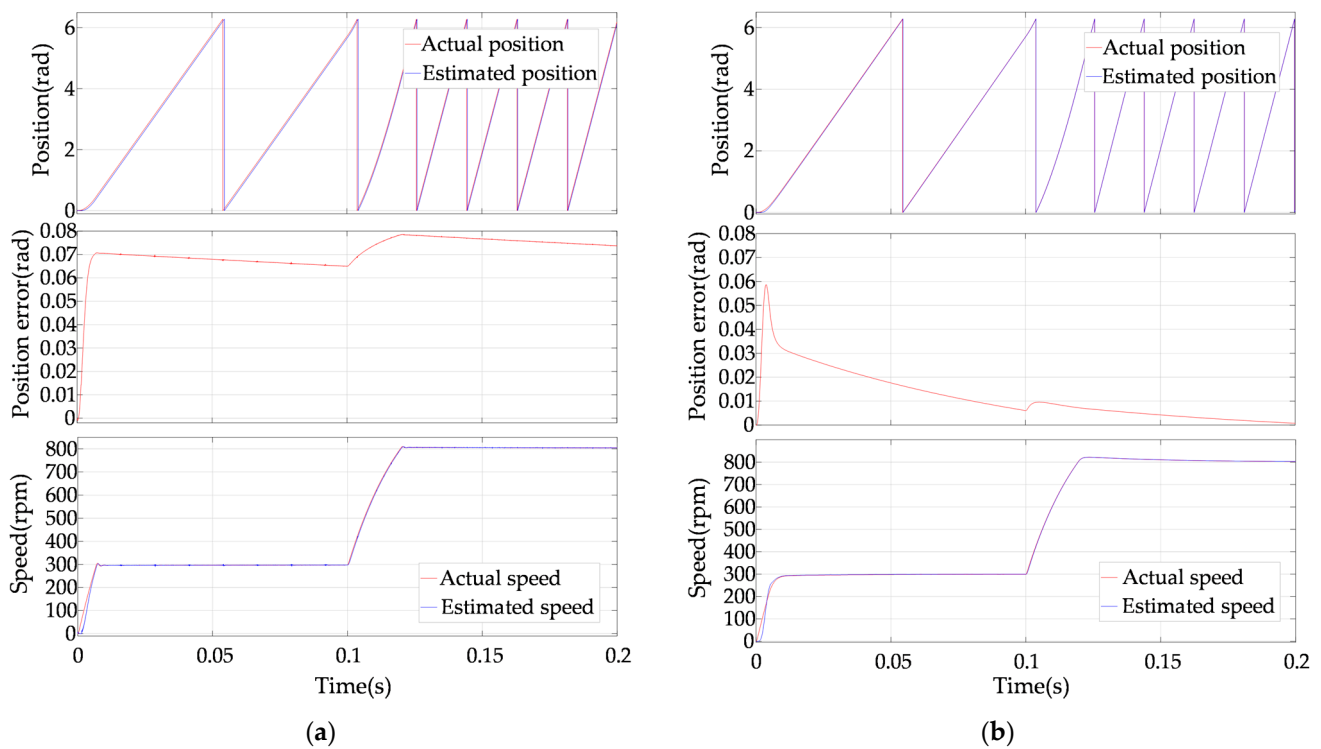 6
4
2
0
Position(rad)
Actual position
Estimated position
0.08
0.07
0.06
0.05
0.04
0.03
0.02
0.01
0
Position error(rad)
800
700
600
500
400
300
200
100
0
Speed(rpm)
Actual speed
Estimated speed
0 0.05 0.1 0.15 0.2
Time(s)
(a)
6
4
2
0
Position(rad)
Actual position
Estimated position
0.08
0.07
0.06
0.05
0.04
0.03
0.02
0.01
0
Position error(rad)
800
700
600
500
400
300
200
100
0
Speed(rpm)
Actual speed
Estimated speed
0 0.05 0.1 0.15 0.2
Time(s)
(b)